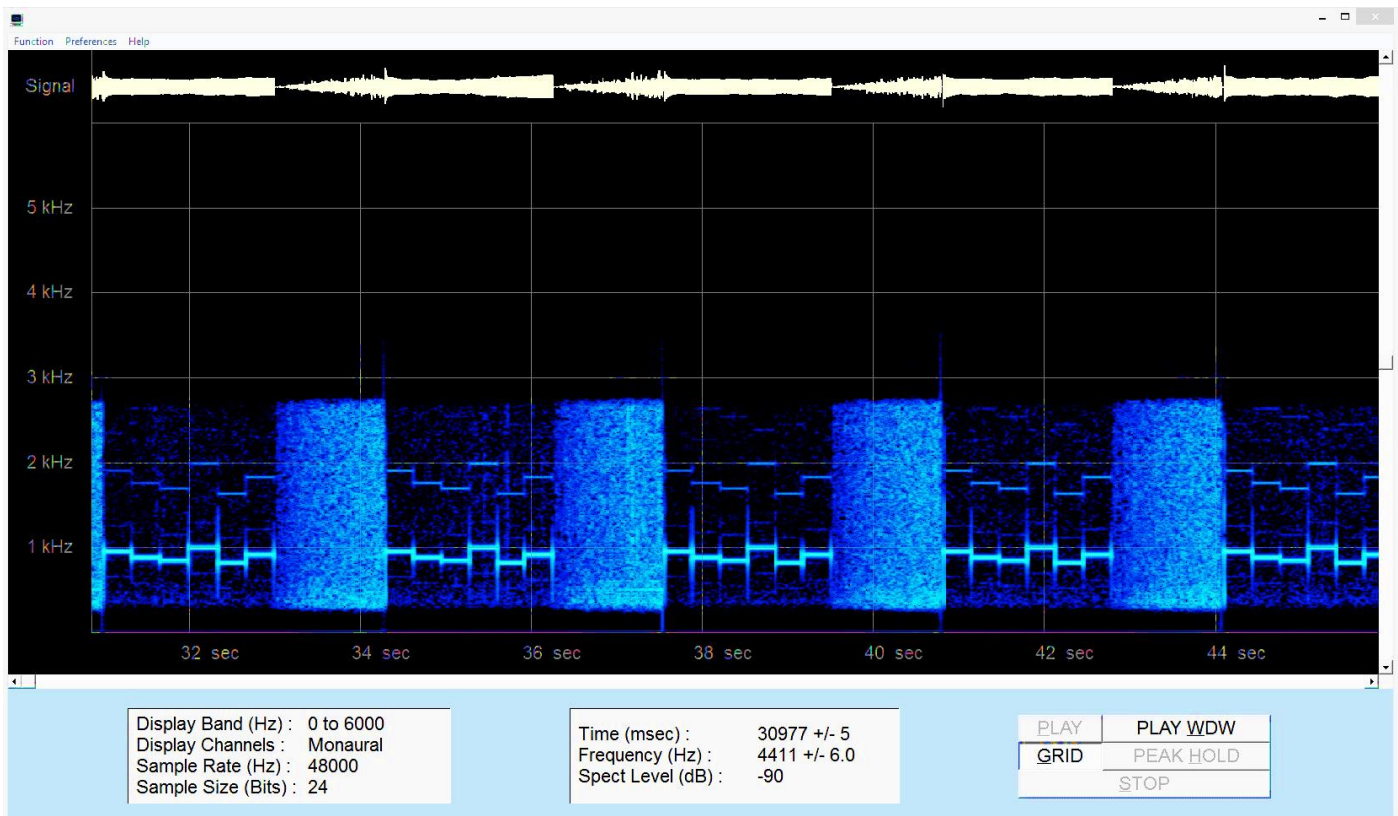 Function Preferences Help
Signal
5 kHz
4 kHz
3 kHz
2 kHz
1 kHz
32 sec 34 sec 36 sec 38 sec 40 sec 42 sec 44 sec
Display Band (Hz) : 0 to 6000
Display Channels : Monaural
Sample Rate (Hz) : 48000
Sample Size (Bits) : 24
Time (msec) : 30977 +/- 5
Frequency (Hz) : 4411 +/- 6.0
Spect Level (dB) : -90
PLAY PLAY WDW
GRID PEAK HOLD
STOP